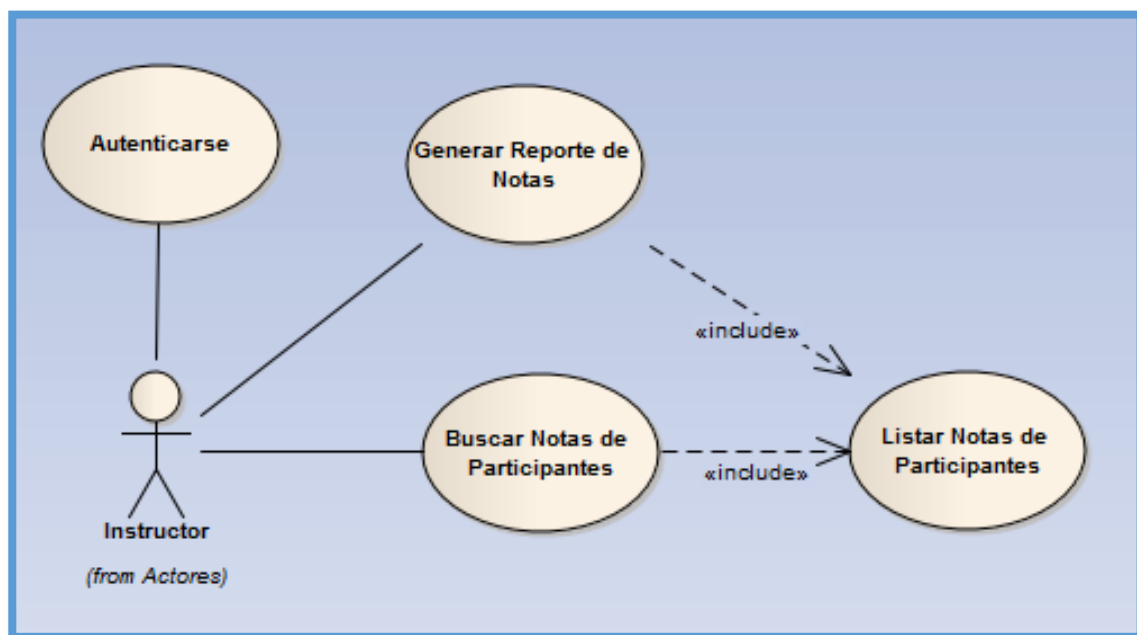 Autenticarse
Generar Reporte de
Notas
«include»
Buscar Notas de
Participantes
«include»
Listar Notas de
Participantes
Instructor
(from Actores)